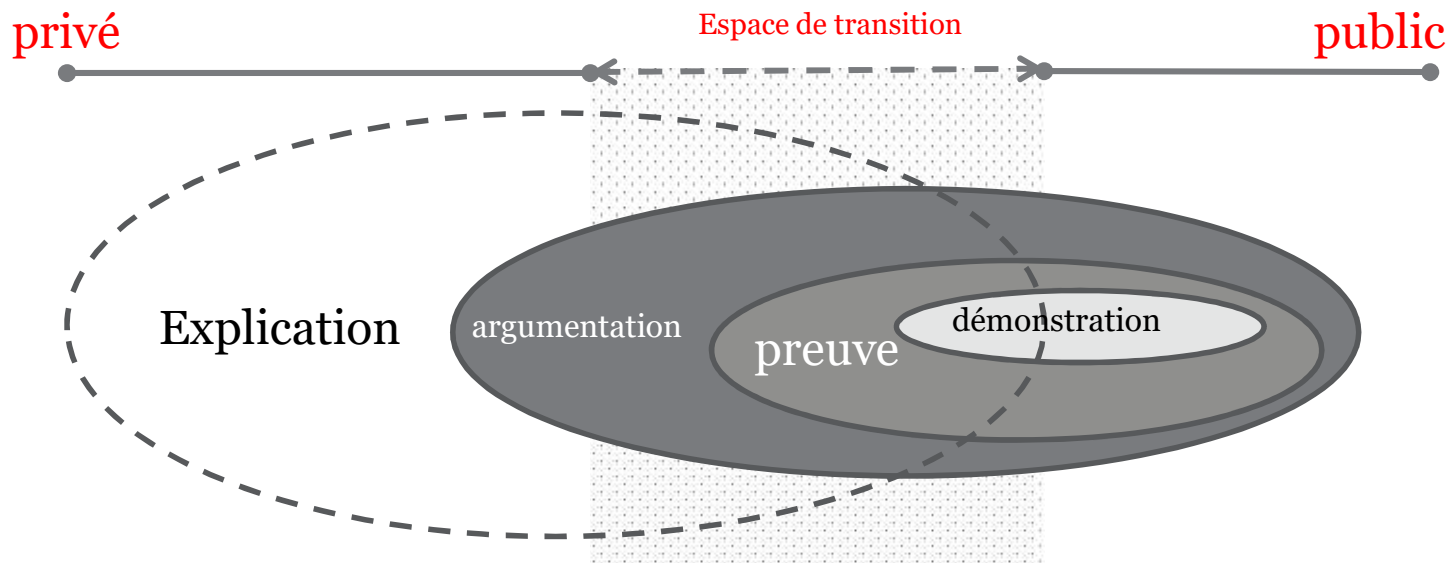 privé
Espace de transition
public
Explication
argumentation
preuve
démonstration